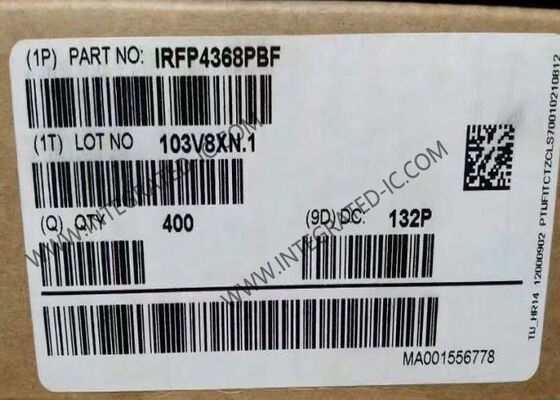 (1P) PART NO: IRFP4368PBF
(1T) LOT NO 103V8XN.1
(Q) QTY 400 (9D) DC: 132P
MA001556778
TU_HR14 12000902 PTUFITCTZCLS70010210812
WWW.INTEGRATED-IC.COM
WWW.INTEGRATED-IC.COM